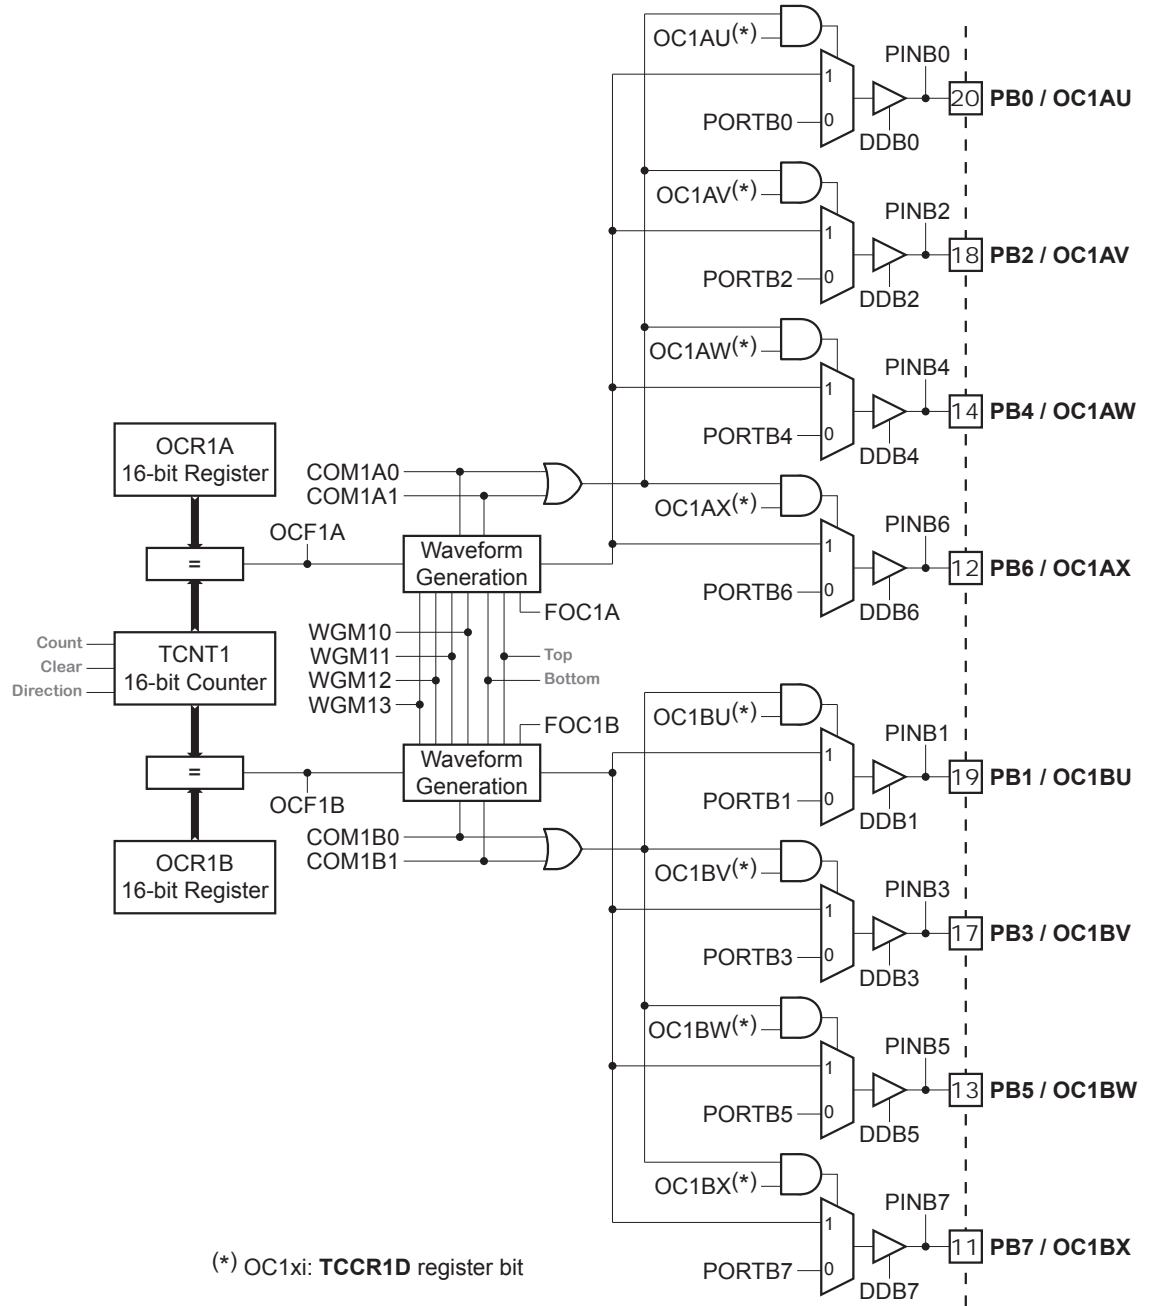 OC1AU(*)
PINB0
1
20 PB0 / OC1AU
PORTB0
0
DDB0
OC1AV(*)
PINB2
1
18 PB2 / OC1AV
PORTB2
0
DDB2
OC1AW(*)
PINB4
1
14 PB4 / OC1AW
PORTB4
0
DDB4
OCR1A
16-bit Register
COM1A0
COM1A1
OC1AX(*)
PINB6
OCF1A
Waveform
Generation
1
=
12 PB6 / OC1AX
PORTB6
0
DDB6
FOC1A
Count
Clear
Direction
TCNT1
16-bit Counter
WGM10
WGM11
WGM12
WGM13
Top
Bottom
FOC1B
OC1BU(*)
PINB1
1
=
OCF1B
Waveform
Generation
19 PB1 / OC1BU
PORTB1
0
DDB1
COM1B0
COM1B1
OCR1B
16-bit Register
OC1BV(*)
PINB3
1
17 PB3 / OC1BV
PORTB3
0
DDB3
OC1BW(*)
PINB5
1
13 PB5 / OC1BW
PORTB5
0
DDB5
OC1BX(*)
PINB7
1
11 PB7 / OC1BX
PORTB7
0
DDB7
(*) OC1xi: TCCR1D register bit